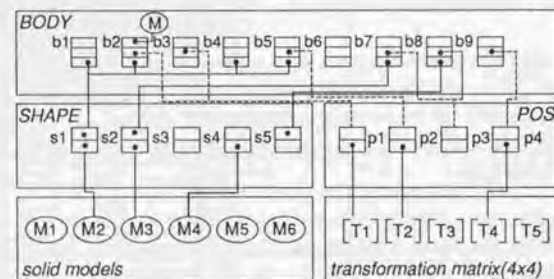 BODY
M
b1 b2 b3 b4 b5 b6 b7 b8 b9
SHAPE
POS
s1 s2 s3 s4 s5
p1 p2 p3 p4
M1 M2 M3 M4 M5 M6
[T1] [T2] [T3] [T4] [T5]
solid models
transformation matrix(4x4)